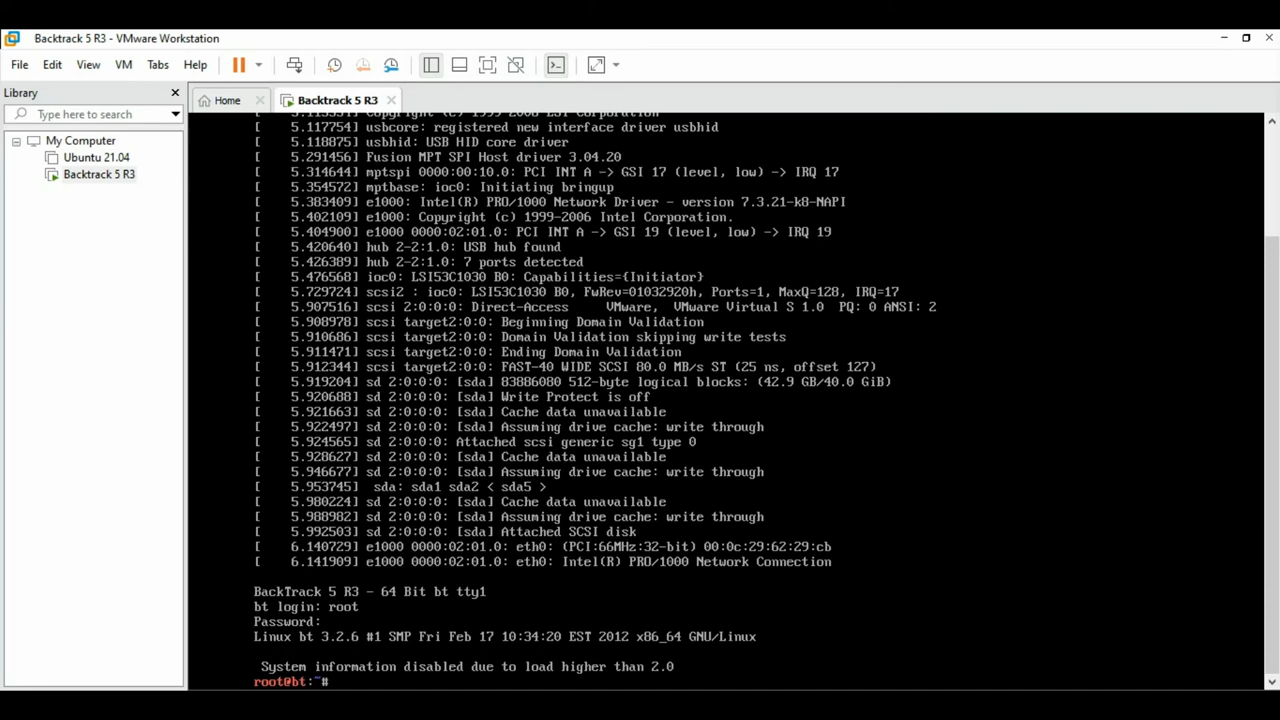 Backtrack 5 R3 - VMware Workstation
File Edit View VM Tabs Help
Library
Type here to search
My Computer
Ubuntu 21.04
Backtrack 5 R3
Home
Backtrack 5 R3
[    5.117754] usbcore: registered new interface driver usbhid
[    5.118875] usbhid: USB HID core driver
[    5.291456] Fusion MPT SPI Host driver 3.04.20
[    5.314644] mptspi 0000:00:10.0: PCI INT A -> GSI 17 (level, low) -> IRQ 17
[    5.354572] mptbase: ioc0: Initiating bringup
[    5.383409] e1000: Intel(R) PRO/1000 Network Driver - version 7.3.21-k8-NAPI
[    5.402109] e1000: Copyright (c) 1999-2006 Intel Corporation.
[    5.404900] e1000 0000:02:01.0: PCI INT A -> GSI 19 (level, low) -> IRQ 19
[    5.420640] hub 2-2:1.0: USB hub found
[    5.426389] hub 2-2:1.0: 7 ports detected
[    5.476568] ioc0: LSI53C1030 B0: Capabilities={Initiator}
[    5.729724] scsi2 : ioc0: LSI53C1030 B0, FwRev=01032920h, Ports=1, MaxQ=128, IRQ=17
[    5.907516] scsi 2:0:0:0: Direct-Access     VMware,  VMware Virtual S 1.0  PQ: 0 ANSI: 2
[    5.908978] scsi target2:0:0: Beginning Domain Validation
[    5.910686] scsi target2:0:0: Domain Validation skipping write tests
[    5.911471] scsi target2:0:0: Ending Domain Validation
[    5.912344] scsi target2:0:0: FAST-40 WIDE SCSI 80.0 MB/s ST (25 ns, offset 127)
[    5.919204] sd 2:0:0:0: [sda] 83886080 512-byte logical blocks: (42.9 GB/40.0 GiB)
[    5.920688] sd 2:0:0:0: [sda] Write Protect is off
[    5.921663] sd 2:0:0:0: [sda] Cache data unavailable
[    5.922497] sd 2:0:0:0: [sda] Assuming drive cache: write through
[    5.924565] sd 2:0:0:0: Attached scsi generic sg1 type 0
[    5.928627] sd 2:0:0:0: [sda] Cache data unavailable
[    5.946677] sd 2:0:0:0: [sda] Assuming drive cache: write through
[    5.953745]  sda: sda1 sda2 < sda5 >
[    5.980224] sd 2:0:0:0: [sda] Cache data unavailable
[    5.988982] sd 2:0:0:0: [sda] Assuming drive cache: write through
[    5.992503] sd 2:0:0:0: [sda] Attached SCSI disk
[    6.140729] e1000 0000:02:01.0: eth0: (PCI:66MHz:32-bit) 00:0c:29:62:29:cb
[    6.141909] e1000 0000:02:01.0: eth0: Intel(R) PRO/1000 Network Connection
BackTrack 5 R3 - 64 Bit bt tty1
bt login: root
Password:
Linux bt 3.2.6 #1 SMP Fri Feb 17 10:34:20 EST 2012 x86_64 GNU/Linux
System information disabled due to load higher than 2.0
root@bt:~#